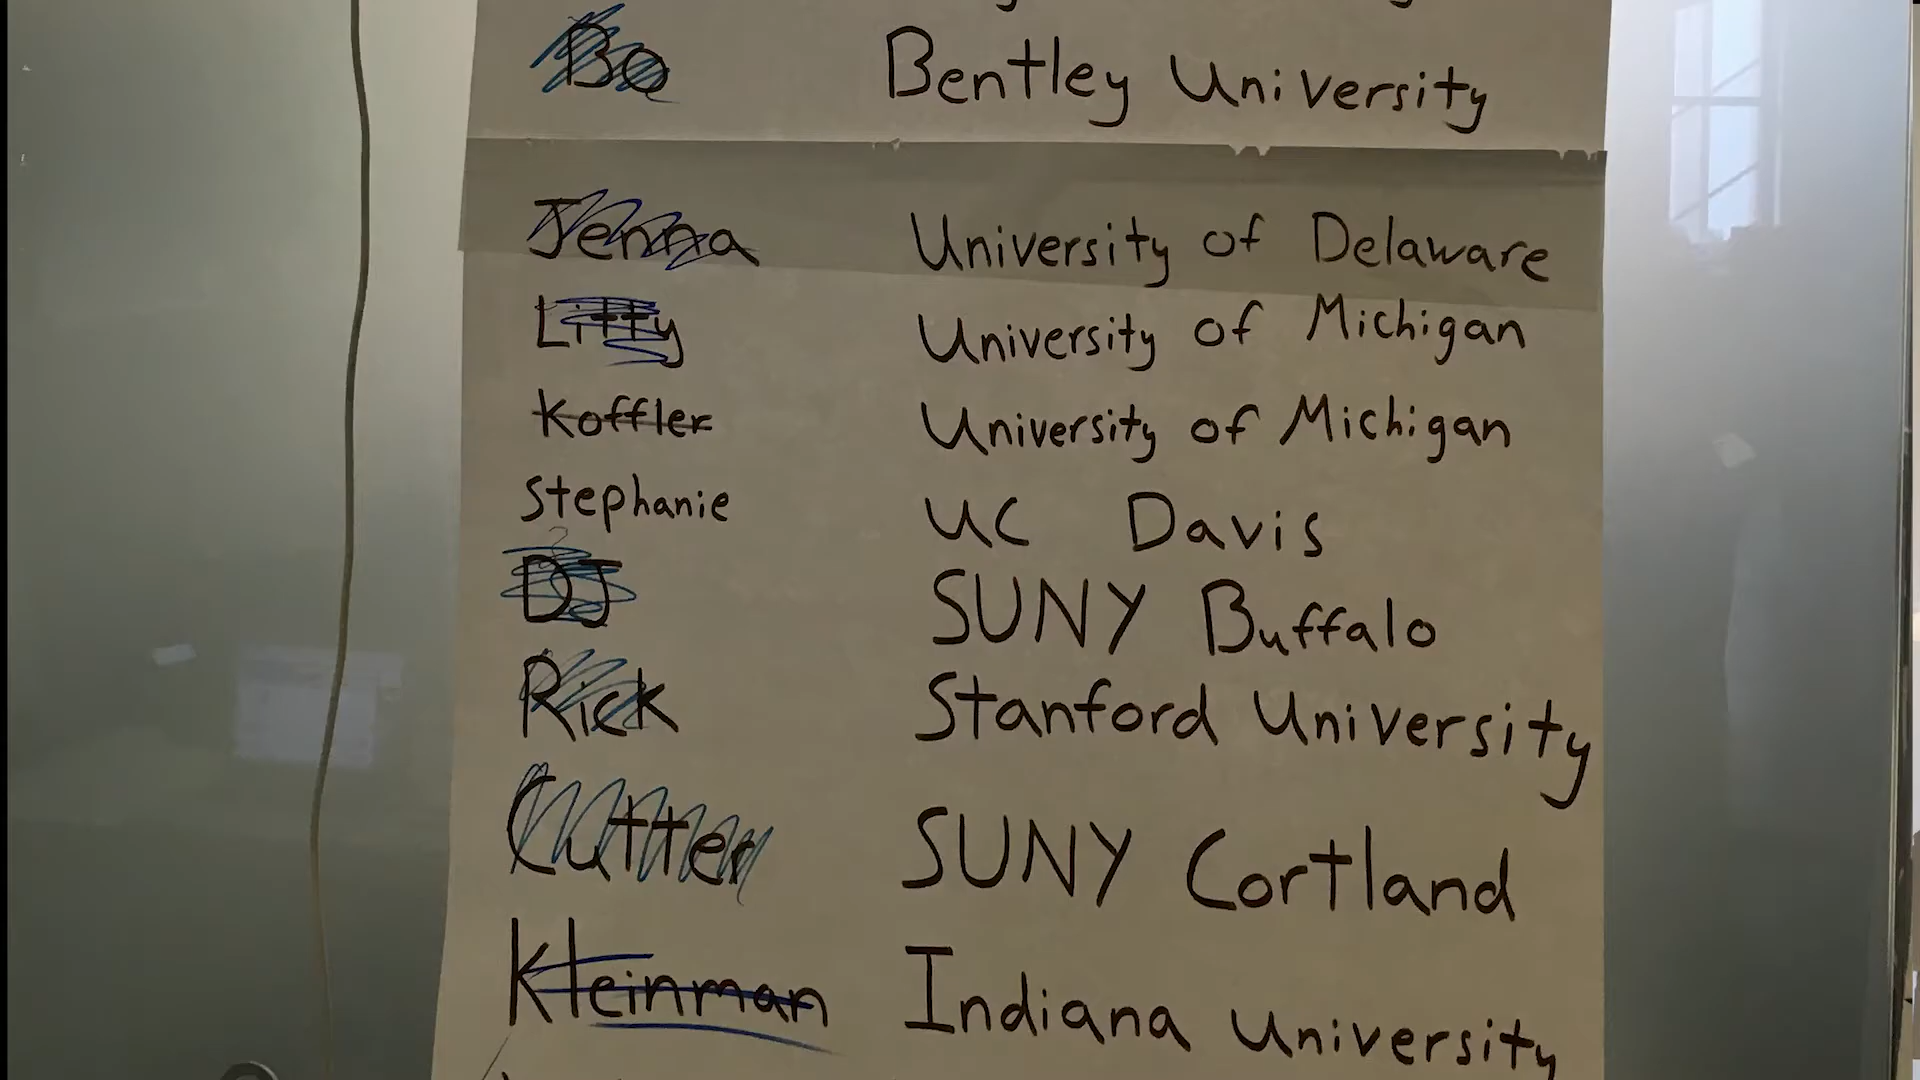 Bo Bentley University
Jenna University of Delaware
Litty University of Michigan
Koffler University of Michigan
Stephanie UC Davis
DJ SUNY Buffalo
Rick Stanford University
Cutter SUNY Cortland
Kleinman Indiana University